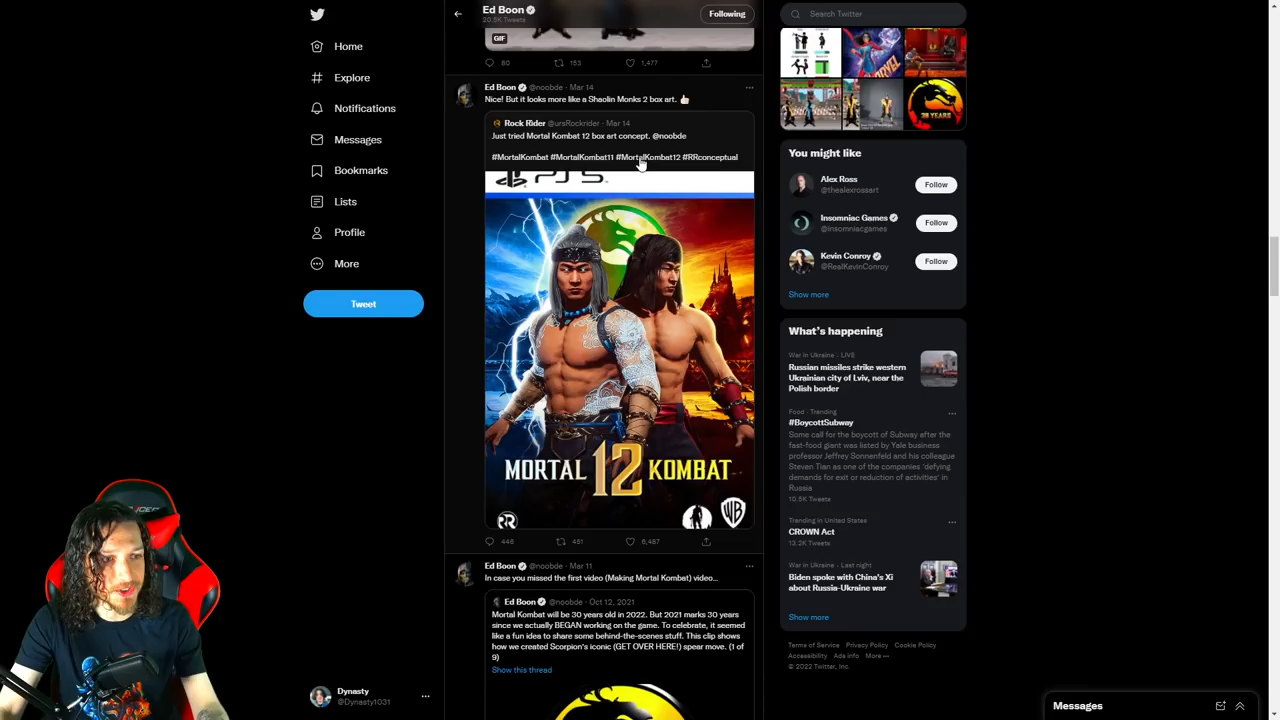 Home
Explore
Notifications
Messages
Bookmarks
Lists
Profile
More
Tweet
Dynasty
@Dynasty1031
Ed Boon
20.5K Tweets
Following
GIF
80
153
1,477
Ed Boon @noobde · Mar 14
Nice! But it looks more like a Shaolin Monks 2 box art.
Rock Rider @ursRockrider · Mar 14
Just tried Mortal Kombat 12 box art concept. @noobde
#MortalKombat #MortalKombat11 #MortalKombat12 #RRconceptual
PS5
MORTAL 12 KOMBAT
446
451
6,487
Ed Boon @noobde · Mar 11
In case you missed the first video (Making Mortal Kombat) video...
Ed Boon @noobde · Oct 12, 2021
Mortal Kombat will be 30 years old in 2022. But 2021 marks 30 years
since we actually BEGAN working on the game. To celebrate, it seemed
like a fun idea to share some behind-the-scenes stuff. This clip shows
how we created Scorpion's iconic (GET OVER HERE!) spear move. (1 of
9)
Show this thread
Search Twitter
MARVEL
30 YEARS
You might like
Alex Ross
@thealexrossart
Follow
Insomniac Games
@insomniacgames
Follow
Kevin Conroy
@RealKevinConroy
Follow
Show more
What's happening
War in Ukraine · LIVE
Russian missiles strike western
Ukrainian city of Lviv, near the
Polish border
Food · Trending
#BoycottSubway
Some call for the boycott of Subway after the
fast-food giant was listed by Yale business
professor Jeffrey Sonnenfeld and his colleague
Steven Tian as one of the companies 'defying
demands for exit or reduction of activities' in
Russia
10.5K Tweets
Trending in United States
CROWN Act
13.2K Tweets
War in Ukraine · Last night
Biden spoke with China's Xi
about Russia-Ukraine war
Show more
Terms of Service Privacy Policy Cookie Policy
Accessibility Ads info More
© 2022 Twitter, Inc.
Messages